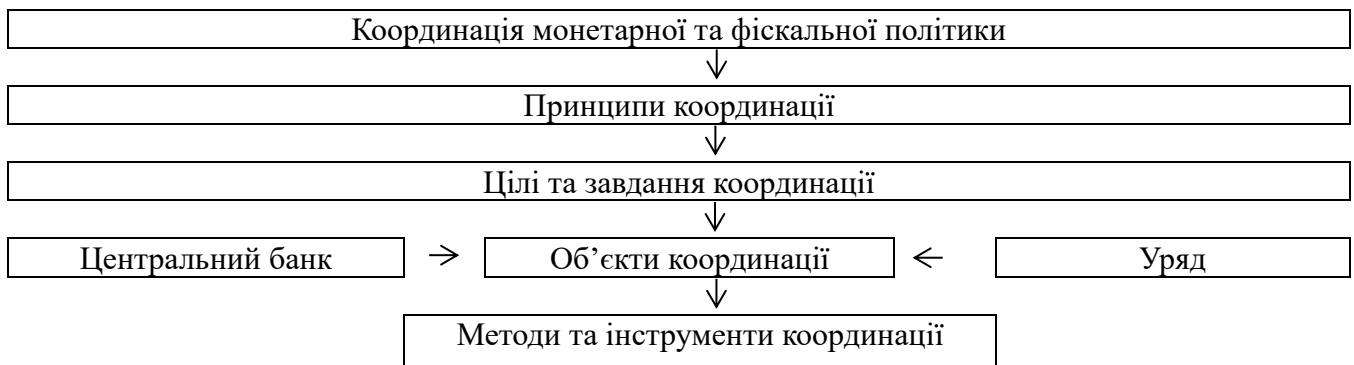 Координація монетарної та фіскальної політики
Принципи координації
Цілі та завдання координації
Центральний банк
Об’єкти координації
Уряд
Методи та інструменти координації